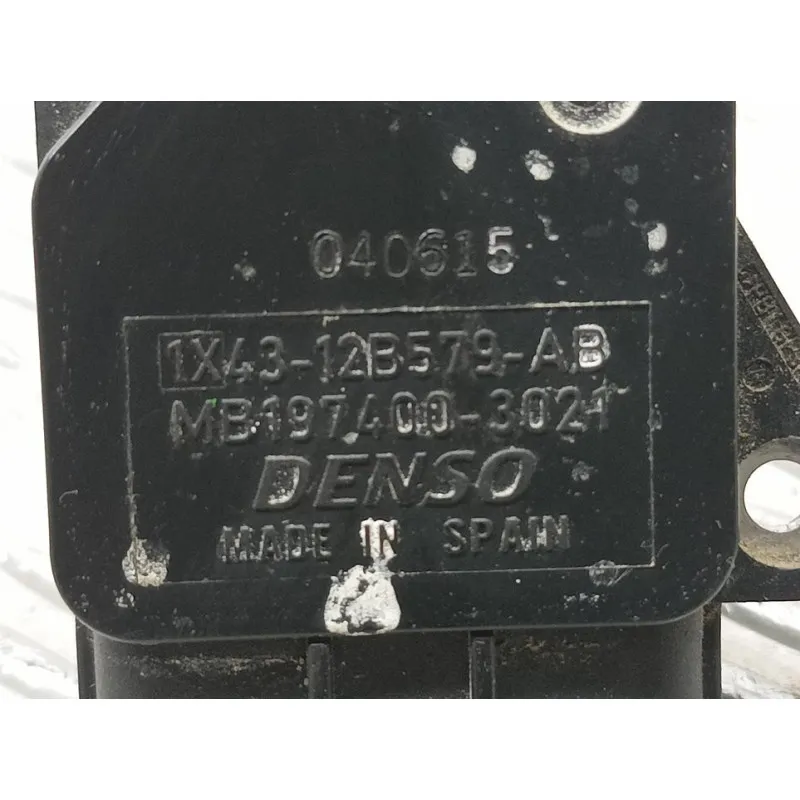 040615
1X43-12B579-AB
MB197400-3021
DENSO
MADE IN SPAIN